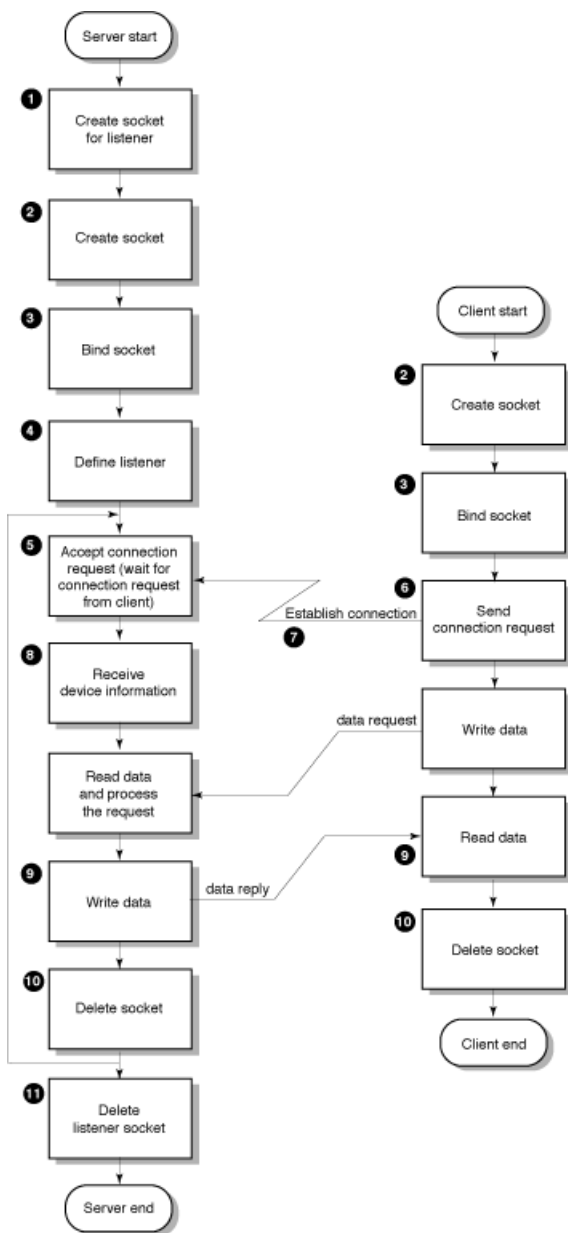 Server start
1
Create socket
for listener
2
Create socket
3
Bind socket
4
Define listener
5
Accept connection
request (wait for
connection request
from client)
8
Receive
device information
Read data
and process
the request
9
Write data
10
Delete socket
11
Delete
listener socket
Server end
Establish connection
7
data request
data reply
Client start
2
Create socket
3
Bind socket
6
Send
connection request
Write data
Read data
9
10
Delete socket
Client end